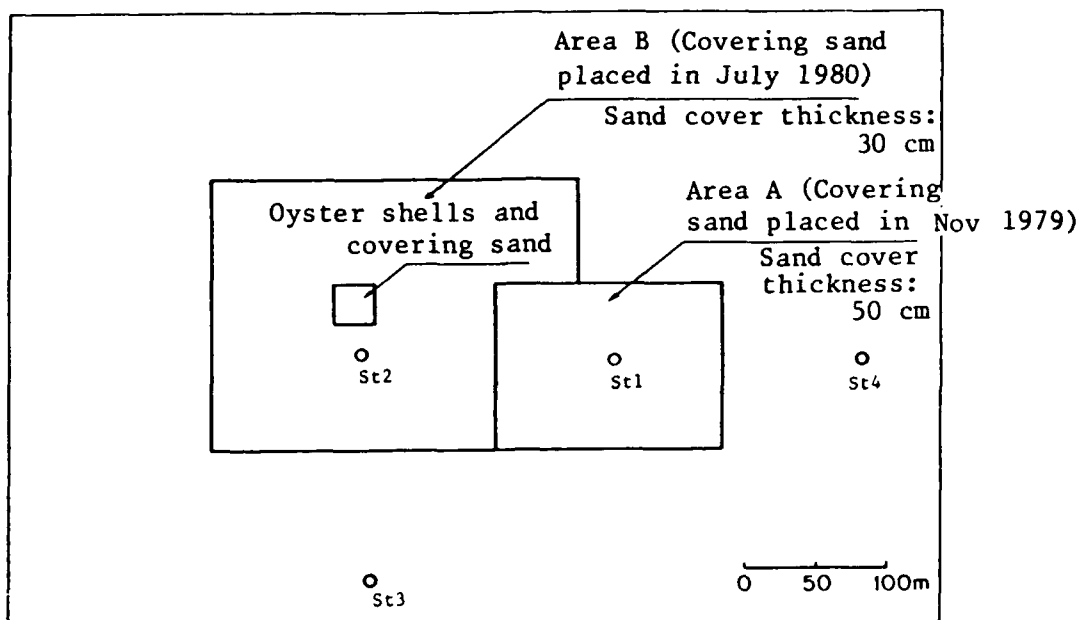 Area B (Covering sand
placed in July 1980)
Sand cover thickness:
30 cm
Area A (Covering
sand placed in Nov 1979)
Sand cover
thickness:
50 cm
Oyster shells and
covering sand
St2
St1
St4
St3
0 50 100m